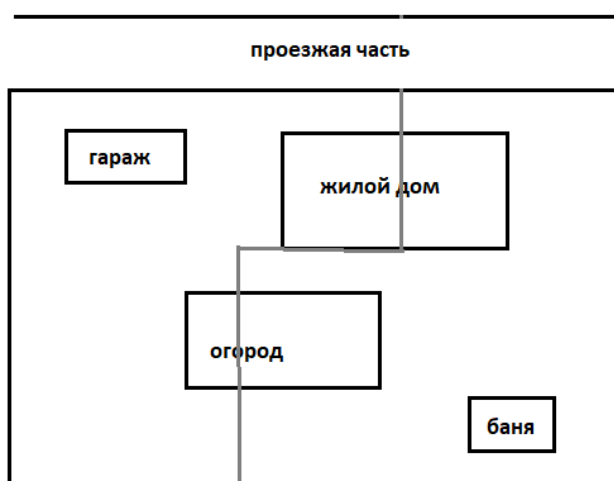 проезжая часть
гараж
жилой дом
огород
баня